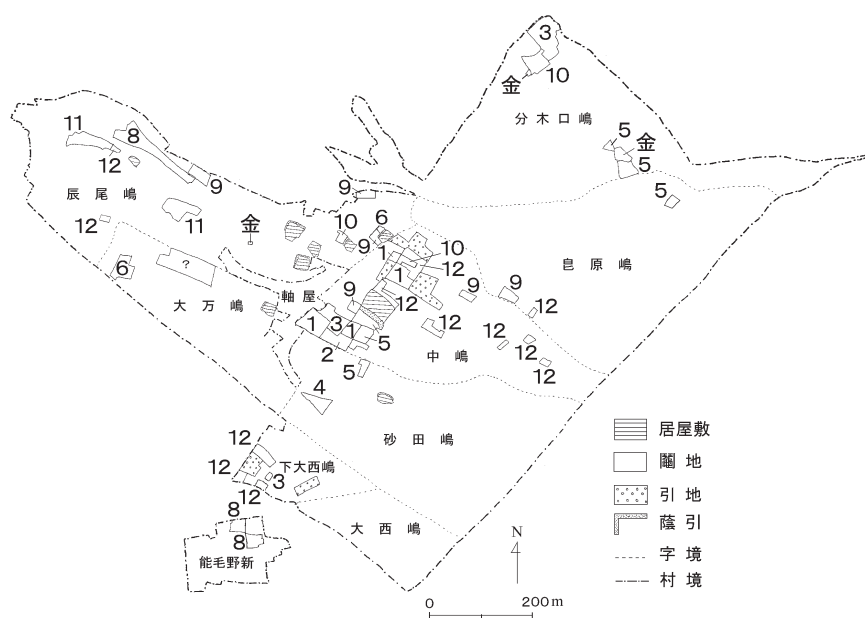 3
金
10
分木口嶋
5
金
5
5
11
8
12
9
辰尾嶋
12
11
金
9
10
6
9
1
10
12
1
6
?
大万嶋
軸屋
9
12
1
3
1
2
5
5
皀原嶋
9
9
12
12
12
12
12
中嶋
4
砂田嶋
12
12
3
12
下大西嶋
大西嶋
8
8
能毛野新
居屋敷
鬮地
引地
蔭引
字境
村境
N
0
200m